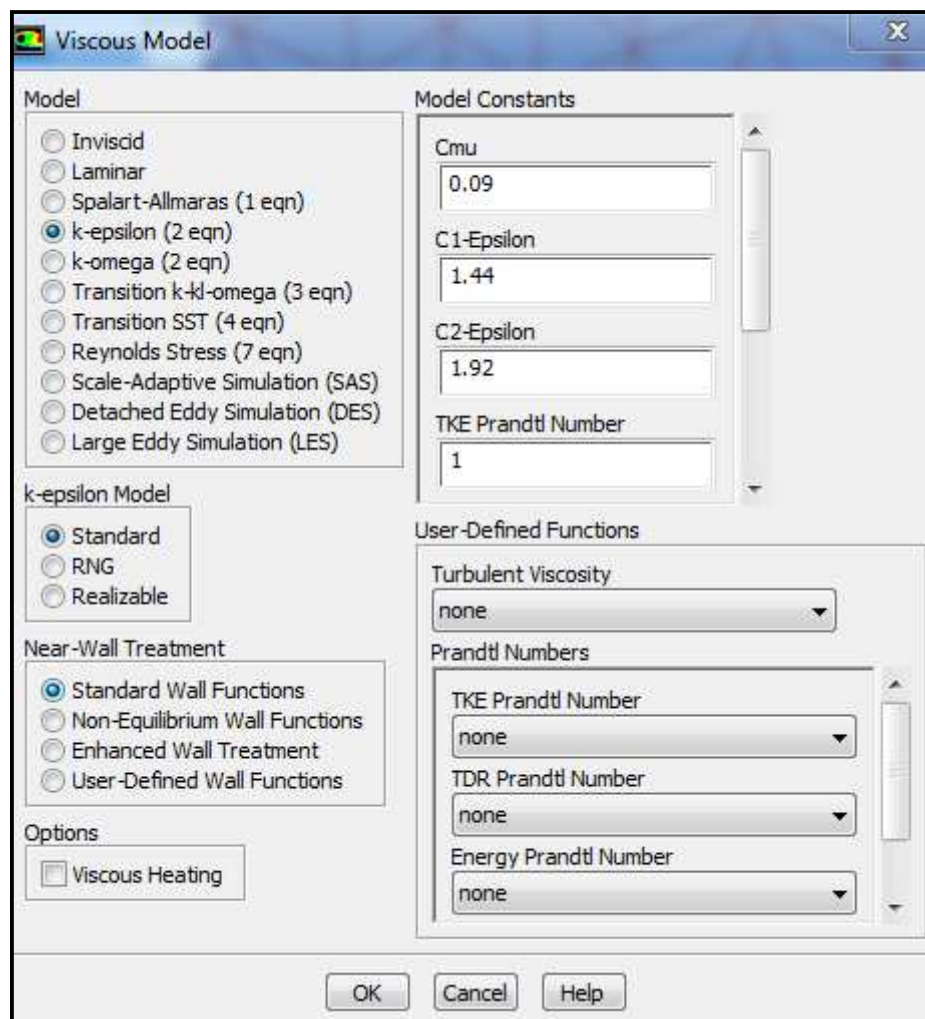 Viscous Model
Model
Inviscid
Laminar
Spalart-Allmaras (1 eqn)
k-epsilon (2 eqn)
k-omega (2 eqn)
Transition k-kl-omega (3 eqn)
Transition SST (4 eqn)
Reynolds Stress (7 eqn)
Scale-Adaptive Simulation (SAS)
Detached Eddy Simulation (DES)
Large Eddy Simulation (LES)
k-epsilon Model
Standard
RNG
Realizable
Near-Wall Treatment
Standard Wall Functions
Non-Equilibrium Wall Functions
Enhanced Wall Treatment
User-Defined Wall Functions
Options
Viscous Heating
Model Constants
Cmu
0.09
C1-Epsilon
1.44
C2-Epsilon
1.92
TKE Prandtl Number
1
User-Defined Functions
Turbulent Viscosity
none
Prandtl Numbers
TKE Prandtl Number
none
TDR Prandtl Number
none
Energy Prandtl Number
none
OK
Cancel
Help